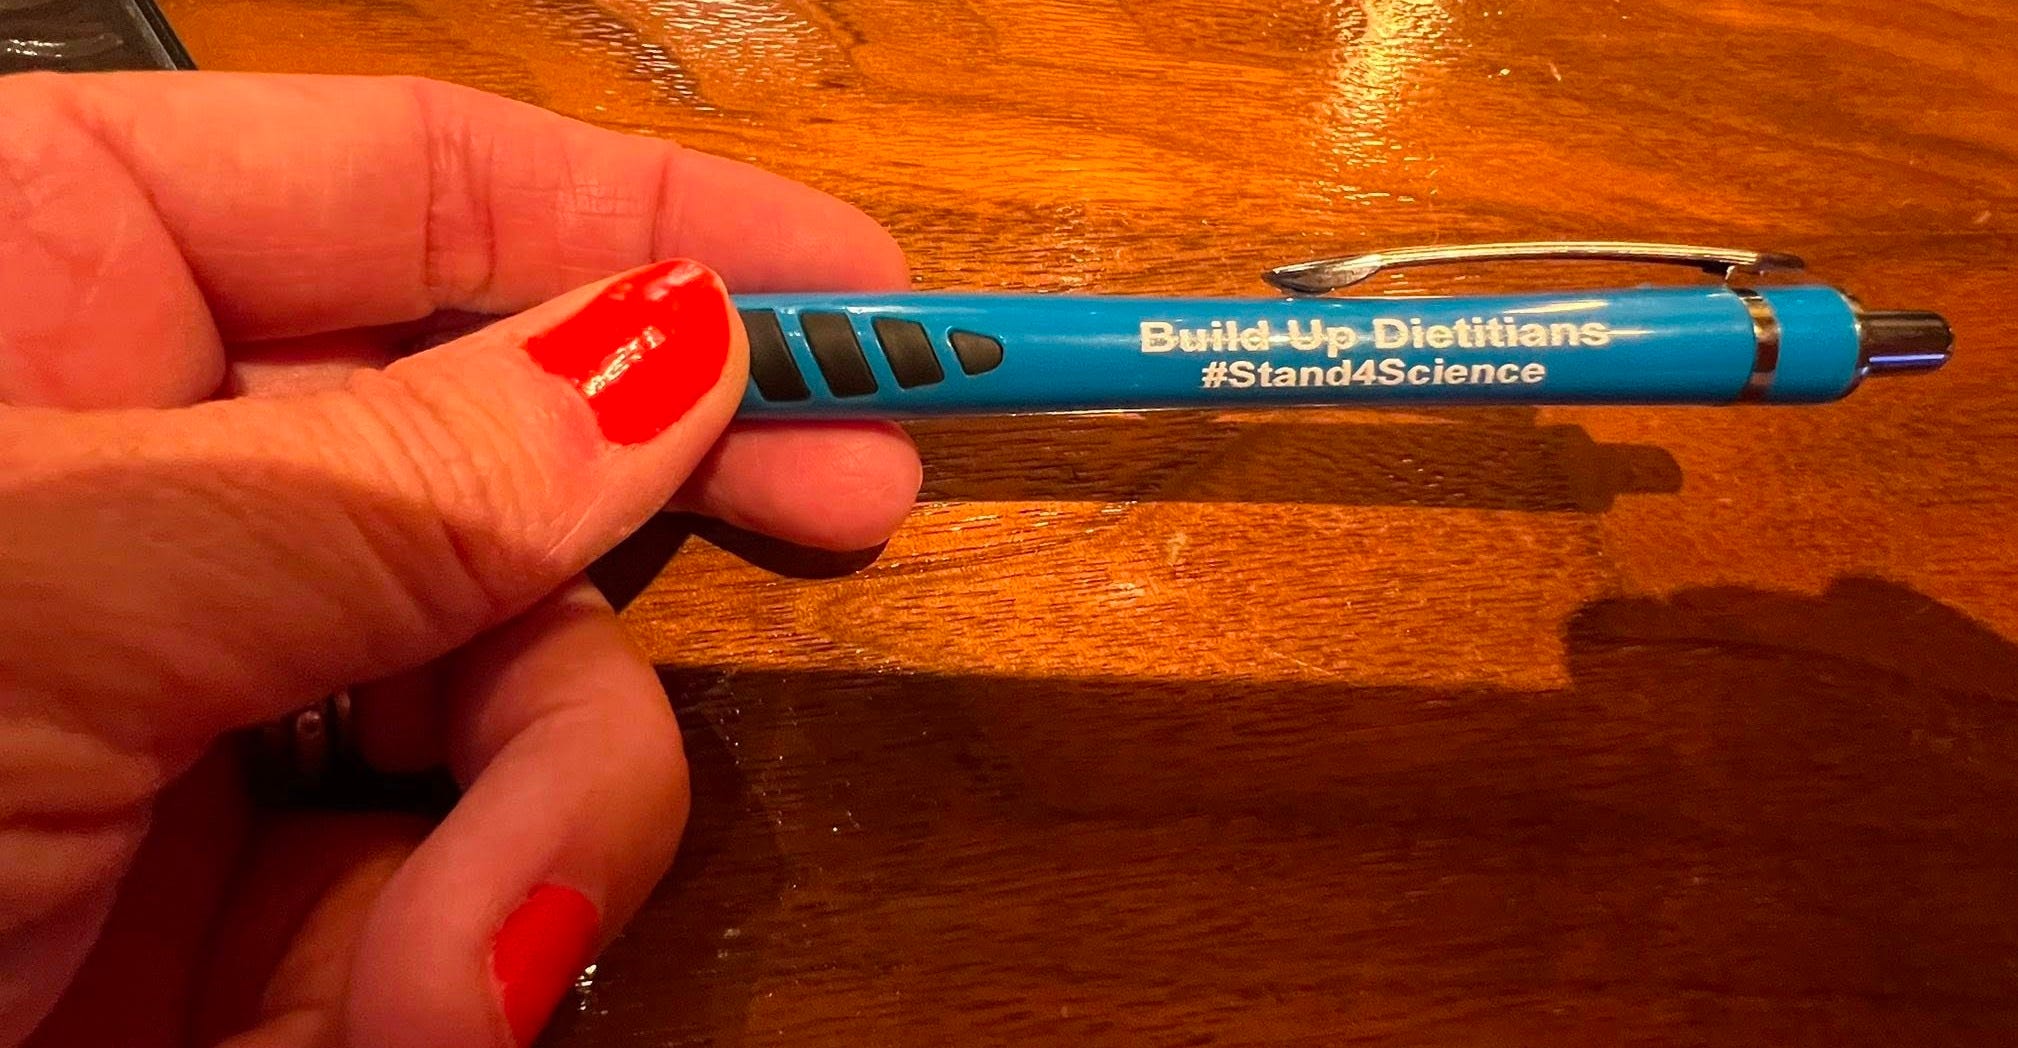 Build Up Dietitians
#Stand4Science